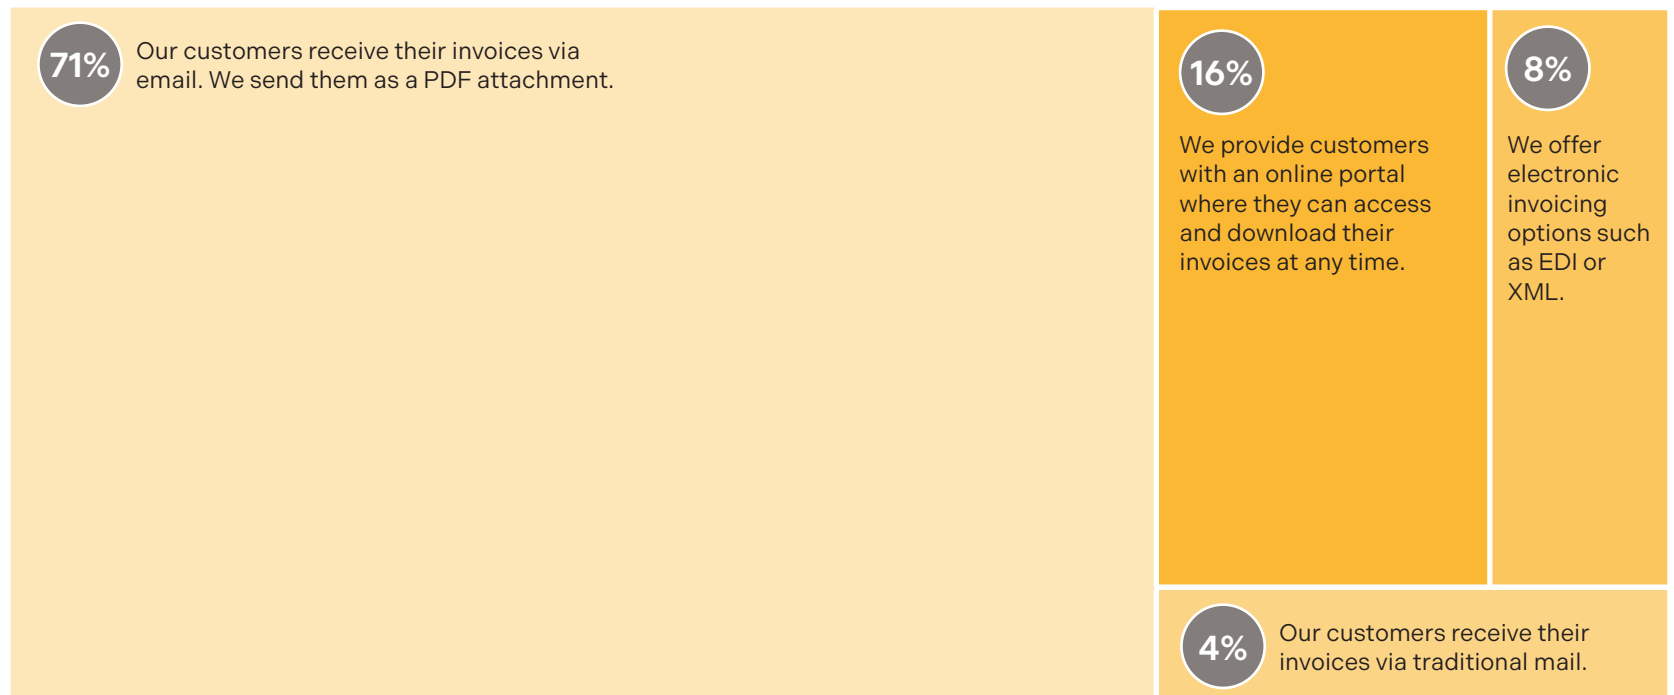 71%
Our customers receive their invoices via
email. We send them as a PDF attachment.
16%
We provide customers
with an online portal
where they can access
and download their
invoices at any time.
8%
We offer
electronic
invoicing
options such
as EDI or
XML.
4%
Our customers receive their
invoices via traditional mail.